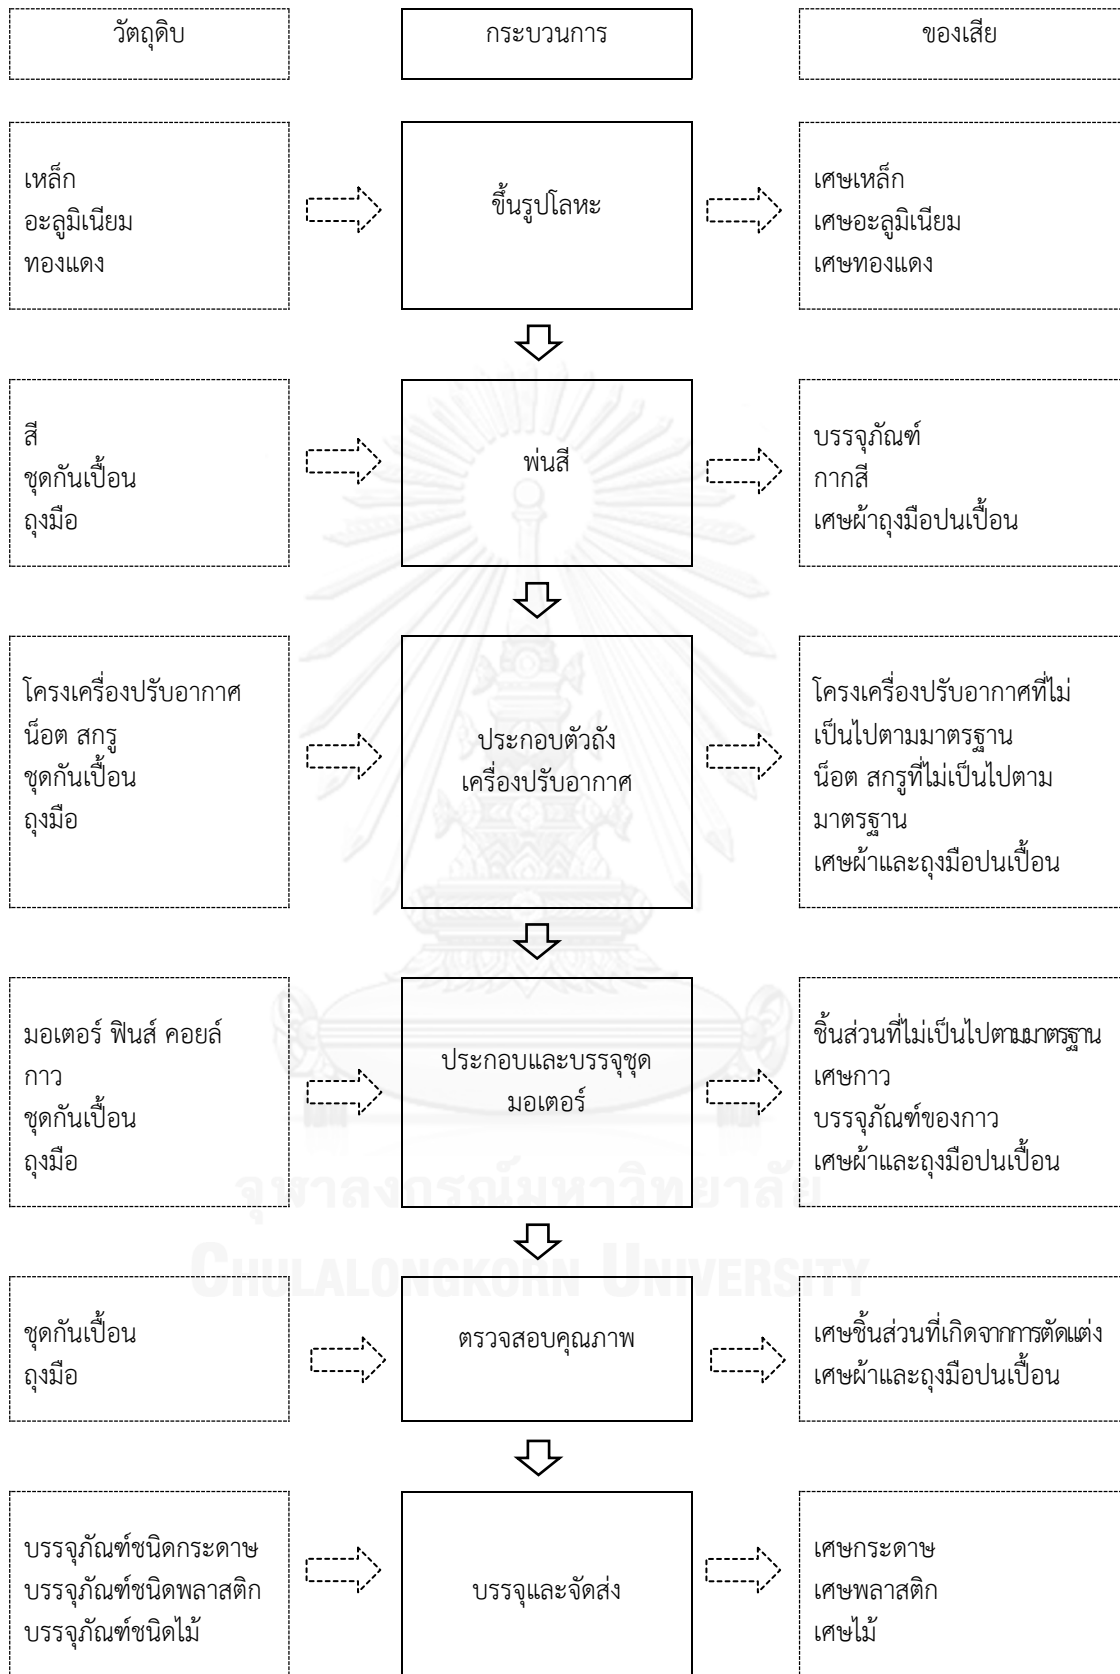 วัตถุดิบ
กระบวนการ
ของเสีย
เหล็ก
อะลูมิเนียม
ทองแดง
ขึ้นรูปโลหะ
เศษเหล็ก
เศษอะลูมิเนียม
เศษทองแดง
สี
ชุดกันเปื้อน
ถุงมือ
พ่นสี
บรรจุภัณฑ์
กากสี
เศษผ้าถุงมือปนเปื้อน
โครงเครื่องปรับอากาศ
น็อต สกรู
ชุดกันเปื้อน
ถุงมือ
ประกอบตัวถัง
เครื่องปรับอากาศ
โครงเครื่องปรับอากาศที่ไม่
เป็นไปตามมาตรฐาน
น็อต สกรูที่ไม่เป็นไปตาม
มาตรฐาน
เศษผ้าและถุงมือปนเปื้อน
มอเตอร์ ฟินส์ คอยล์
กาว
ชุดกันเปื้อน
ถุงมือ
ประกอบและบรรจุชุด
มอเตอร์
ชิ้นส่วนที่ไม่เป็นไปตามมาตรฐาน
เศษกาว
บรรจุภัณฑ์ของกาว
เศษผ้าและถุงมือปนเปื้อน
จุฬาลงกรณ์มหาวิทยาลัย
CHULALONGKORN UNIVERSITY
ชุดกันเปื้อน
ถุงมือ
ตรวจสอบคุณภาพ
เศษชิ้นส่วนที่เกิดจากการตัดแต่ง
เศษผ้าและถุงมือปนเปื้อน
บรรจุภัณฑ์ชนิดกระดาษ
บรรจุภัณฑ์ชนิดพลาสติก
บรรจุภัณฑ์ชนิดไม้
บรรจุและจัดส่ง
เศษกระดาษ
เศษพลาสติก
เศษไม้